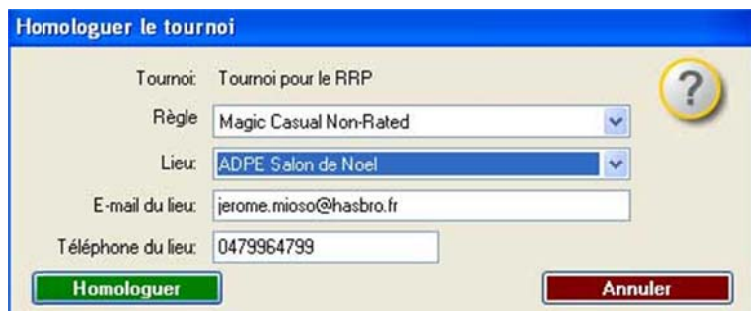 Homologuer le tournoi
Tournoi: Tournoi pour le RRP
?
Règle Magic Casual Non-Rated
Lieu: ADPE Salon de Noel
E-mail du lieu: jerome.mioso@hasbro.fr
Téléphone du lieu: 0479964799
Homologuer Annuler